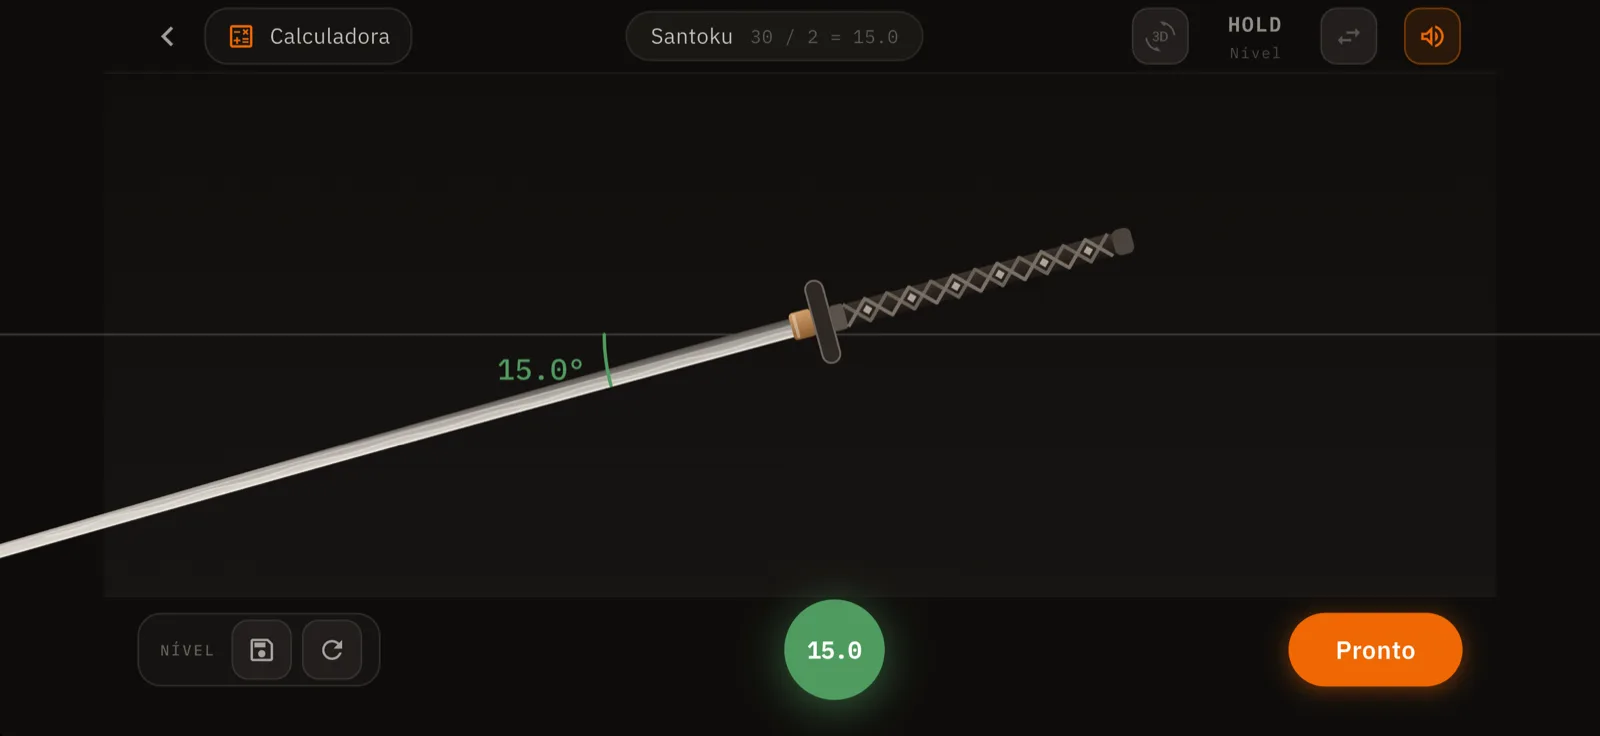 Calculadora
Santoku 30 / 2 = 15.0
3D
HOLD
Nível
15.0°
NÍVEL
15.0
Pronto